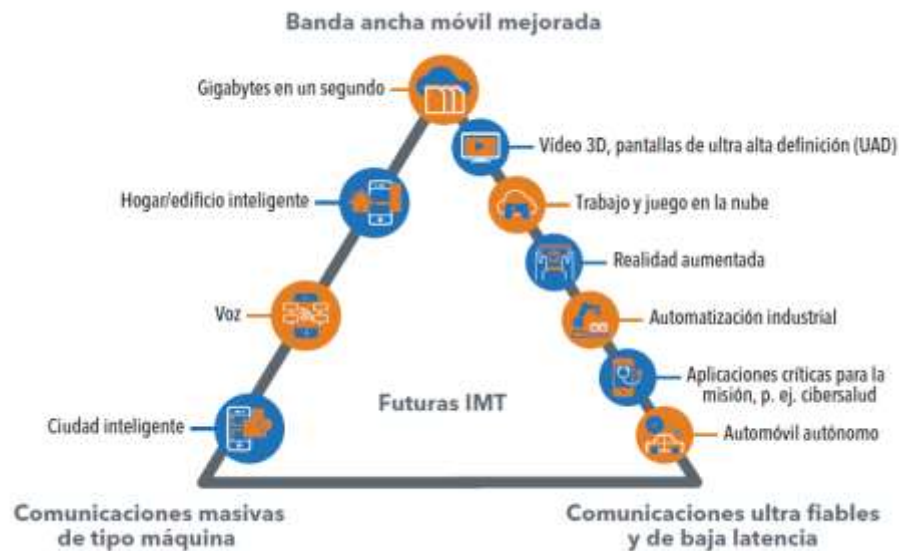 Banda ancha móvil mejorada
Gigabytes en un segundo
Vídeo 3D, pantallas de ultra alta definición (UAD)
Hogar/edificio inteligente
Trabajo y juego en la nube
Realidad aumentada
Voz
Automatización industrial
Aplicaciones críticas para la
misión, p. ej. cibersalud
Futuras IMT
Ciudad inteligente
Automóvil autónomo
Comunicaciones masivas
de tipo máquina
Comunicaciones ultra fiables
y de baja latencia